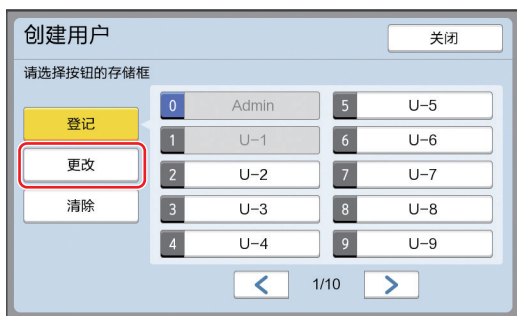 创建用户 关闭
请选择按钮的存储框
登记
更改
清除
0 Admin 5 U-5
1 U-1 6 U-6
2 U-2 7 U-7
3 U-3 8 U-8
4 U-4 9 U-9
< 1/10 >